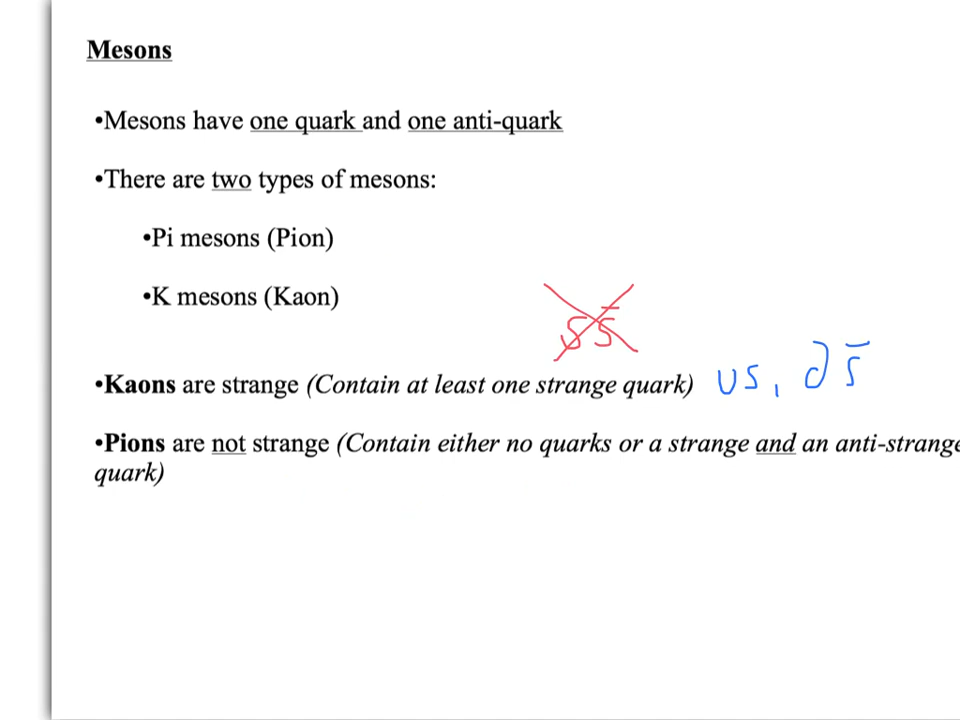 Mesons
•Mesons have one quark and one anti-quark
•There are two types of mesons:
•Pi mesons (Pion)
•K mesons (Kaon)
s s̅
•Kaons are strange (Contain at least one strange quark) us, d s̅
•Pions are not strange (Contain either no quarks or a strange and an anti-strange
quark)